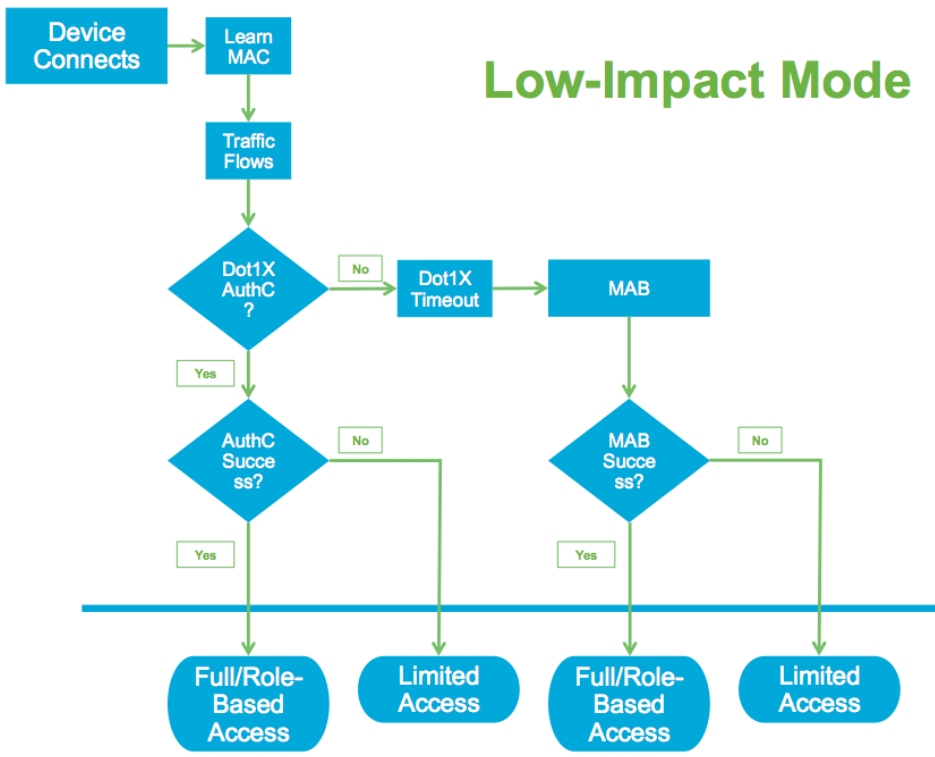 Device
Connects
Learn
MAC
Low-Impact Mode
Traffic
Flows
Dot1X
AuthC
?
No
Dot1X
Timeout
MAB
Yes
AuthC
Succe
ss?
No
MAB
Succe
ss?
No
Yes
Yes
Full/Role-
Based
Access
Limited
Access
Full/Role-
Based
Access
Limited
Access